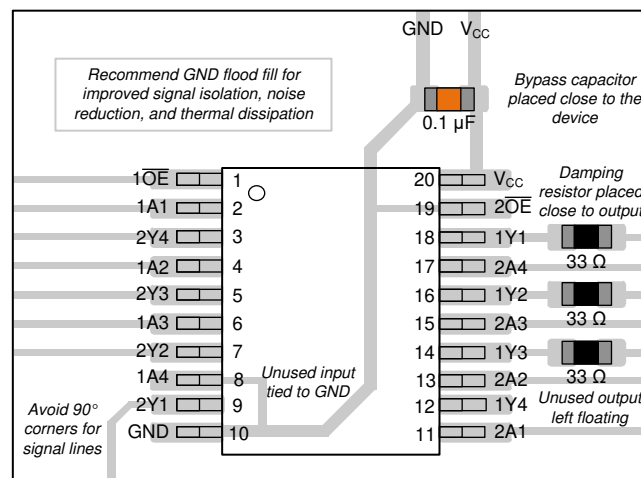 GND VCC
Recommend GND flood fill for
improved signal isolation, noise
reduction, and thermal dissipation
Bypass capacitor
placed close to the
device
0.1 µF
1O̅E̅ 1 20 VCC
Damping
resistor placed
close to output
1A1 2 19 2O̅E̅
2Y4 3 18 1Y1
33 Ω
1A2 4 17 2A4
2Y3 5 16 1Y2
33 Ω
1A3 6 15 2A3
2Y2 7 14 1Y3
33 Ω
1A4 8 13 2A2
Unused input
tied to GND
2Y1 9 12 1Y4
Unused output
left floating
GND 10 11 2A1
Avoid 90°
corners for
signal lines